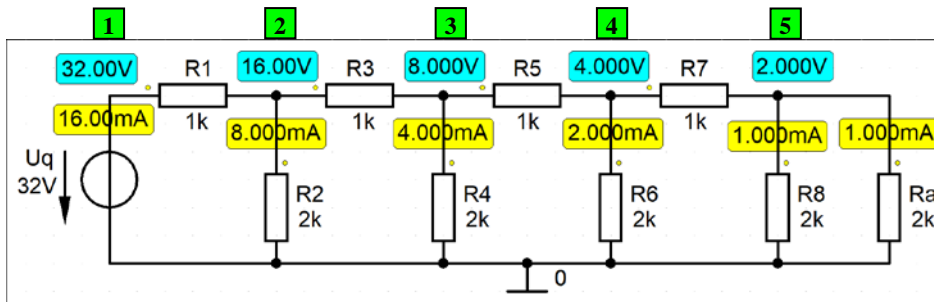 1 2 3 4 5
32.00V R1 16.00V R3 8.000V R5 4.000V R7 2.000V
16.00mA 1k 8.000mA 1k 4.000mA 1k 2.000mA 1k 1.000mA 1.000mA
Uq
32V
R2 R4 R6 R8 Ra
2k 2k 2k 2k 2k
0